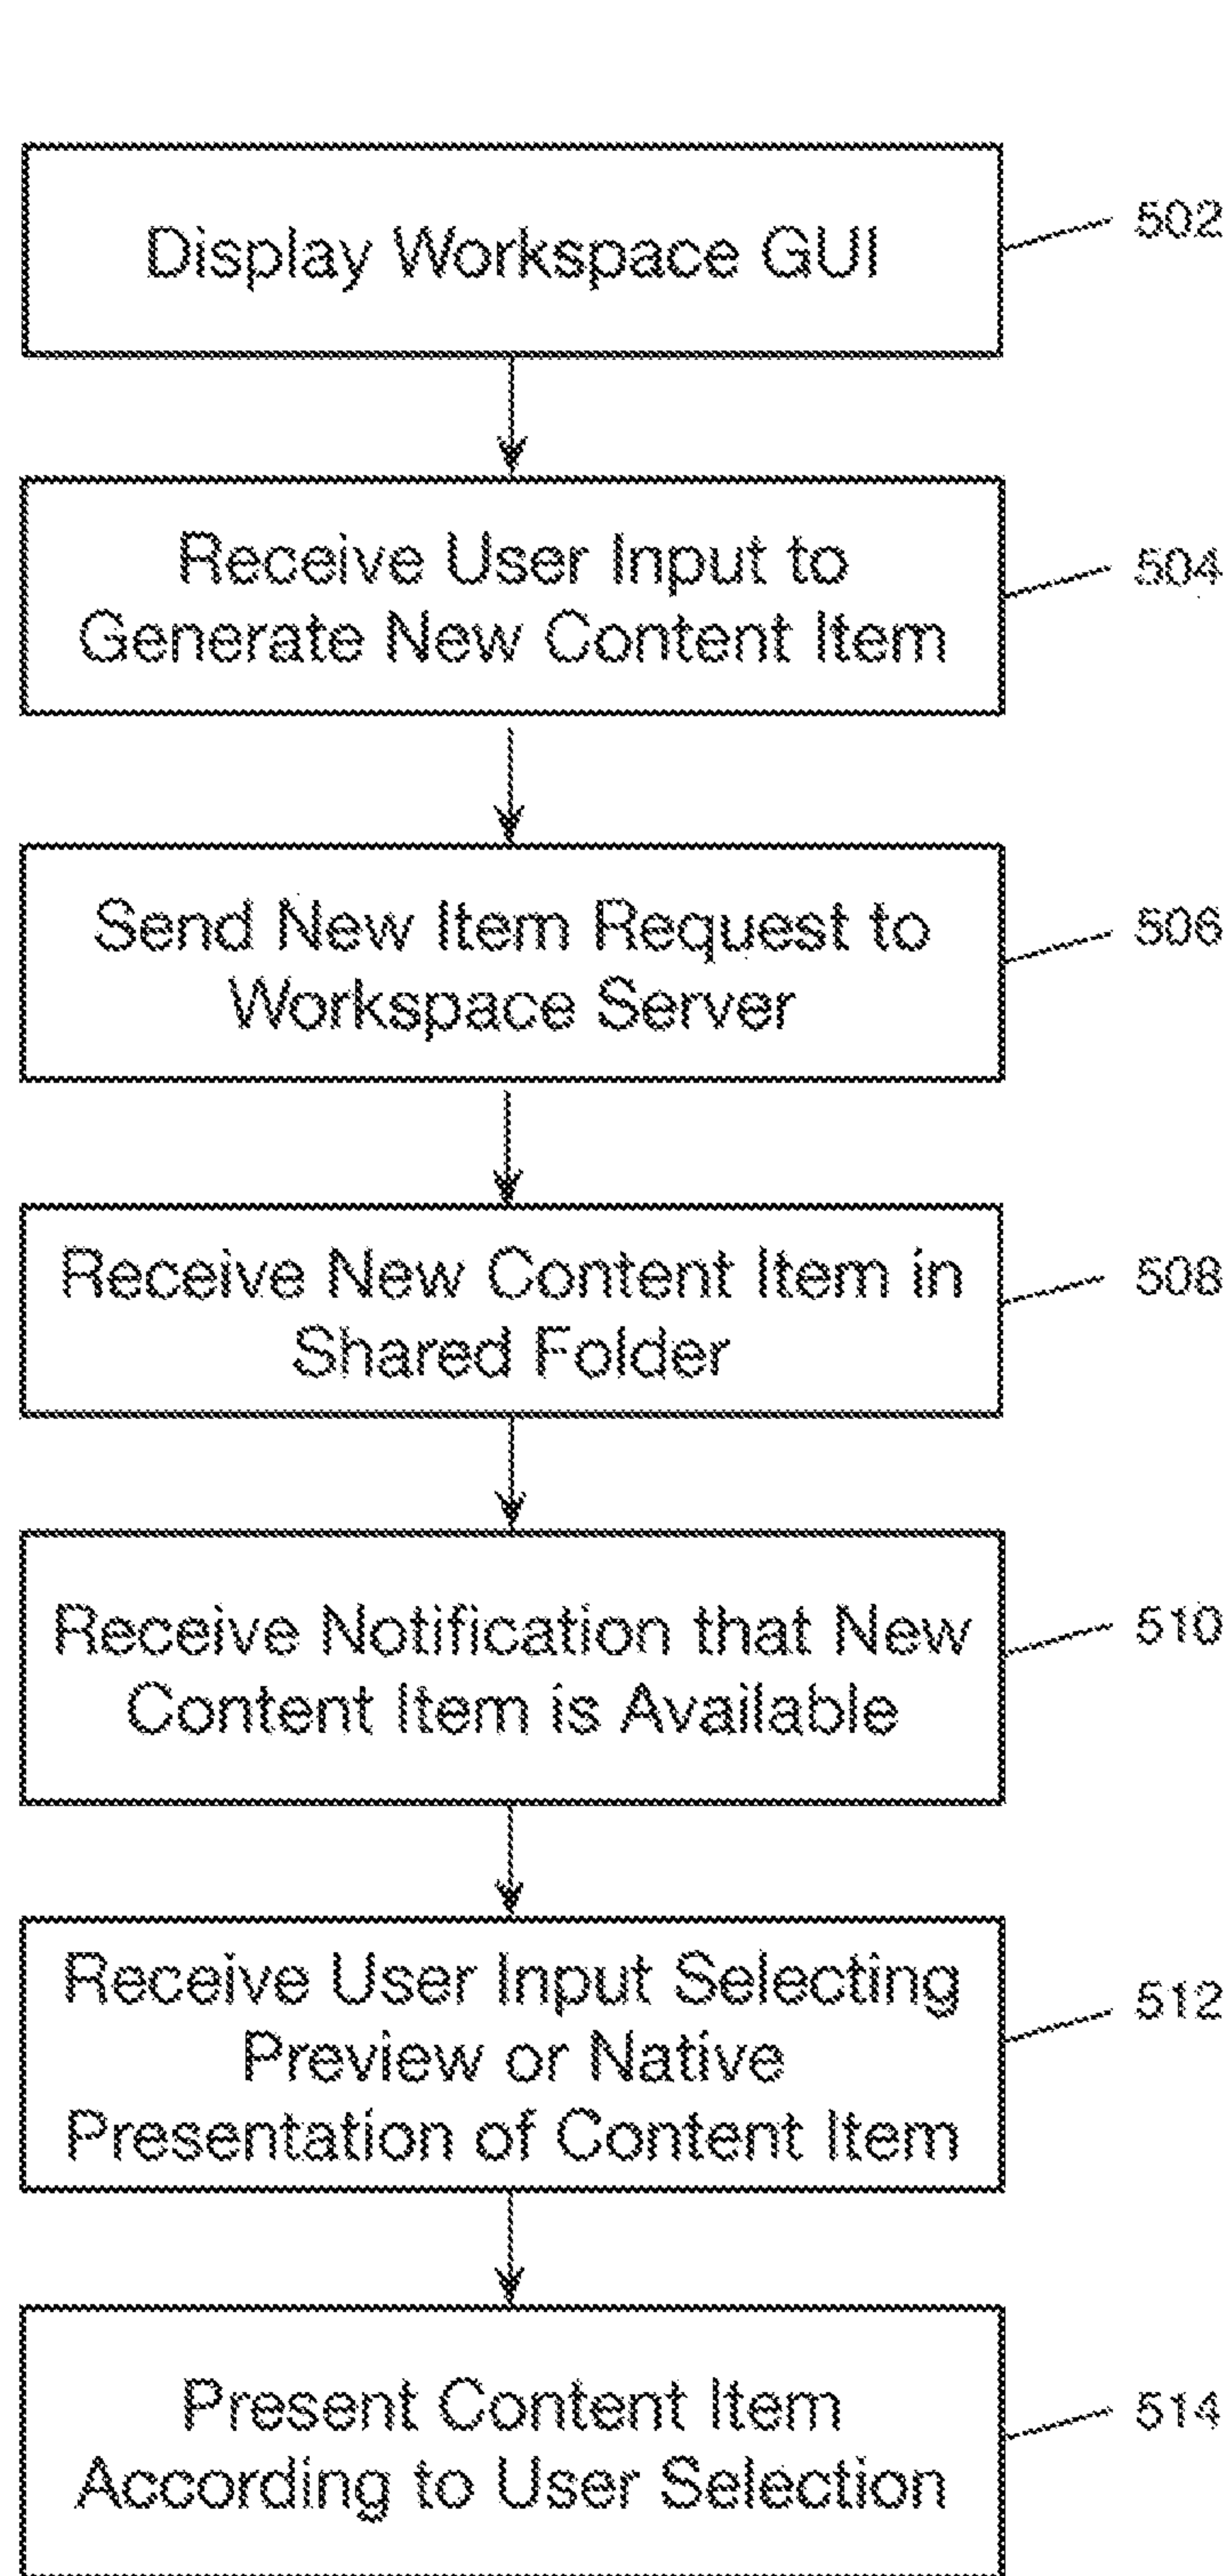 Display Workspace GUI
502
Receive User Input to
Generate New Content Item
504
Send New Item Request to
Workspace Server
506
Receive New Content Item in
Shared Folder
508
Receive Notification that New
Content Item is Available
510
Receive User Input Selecting
Preview or Native
Presentation of Content Item
512
Present Content Item
According to User Selection
514